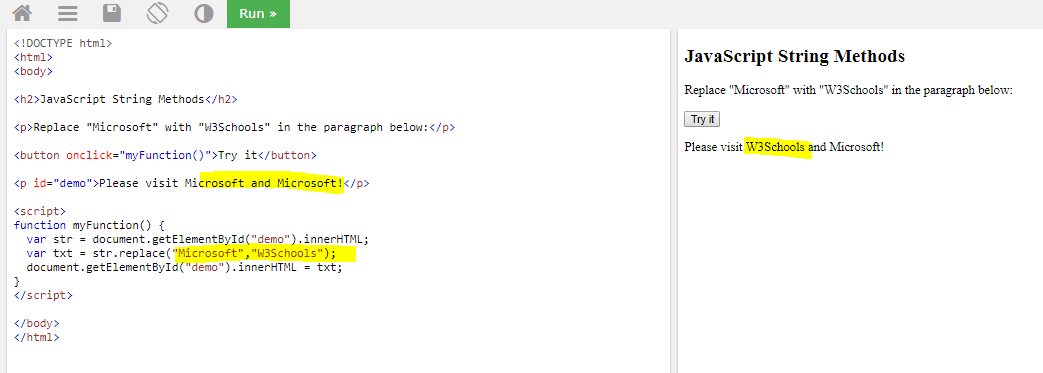 Run »
<!DOCTYPE html>
<html>
<body>
<h2>JavaScript String Methods</h2>
<p>Replace "Microsoft" with "W3Schools" in the paragraph below:</p>
<button onclick="myFunction()">Try it</button>
<p id="demo">Please visit Microsoft and Microsoft!</p>
<script>
function myFunction() {
  var str = document.getElementById("demo").innerHTML;
  var txt = str.replace("Microsoft","W3Schools");
  document.getElementById("demo").innerHTML = txt;
}
</script>
</body>
</html>
JavaScript String Methods
Replace "Microsoft" with "W3Schools" in the paragraph below:
Try it
Please visit W3Schools and Microsoft!